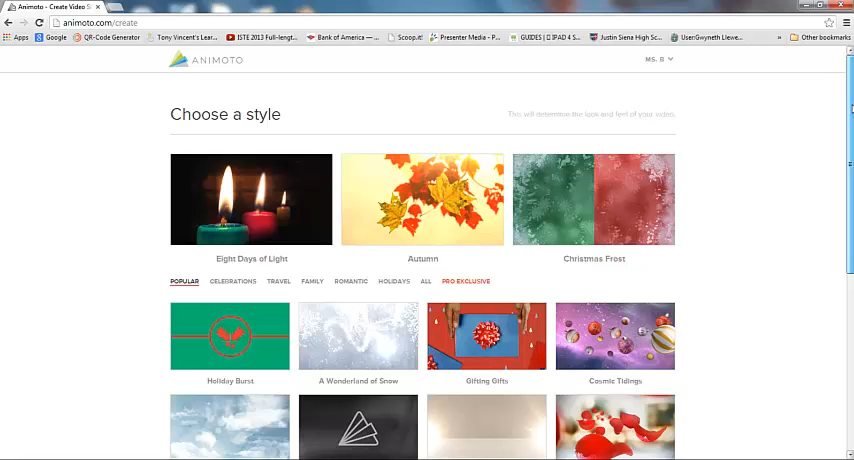 Animoto - Create Video Sl
animoto.com/create
Apps Google QR-Code Generator Tony Vincent's Lear... ISTE 2013 Full-lengt... Bank of America — ... Scoop.it! Presenter Media - P... GUIDES | IPAD 4 S... Justin Siena High Sc... User:Gwyneth Llewe... » Other bookmarks
ANIMOTO MS. B
Choose a style This will determine the look and feel of your video.
Eight Days of Light Autumn Christmas Frost
POPULAR CELEBRATIONS TRAVEL FAMILY ROMANTIC HOLIDAYS ALL PRO EXCLUSIVE
Holiday Burst A Wonderland of Snow Gifting Gifts Cosmic Tidings